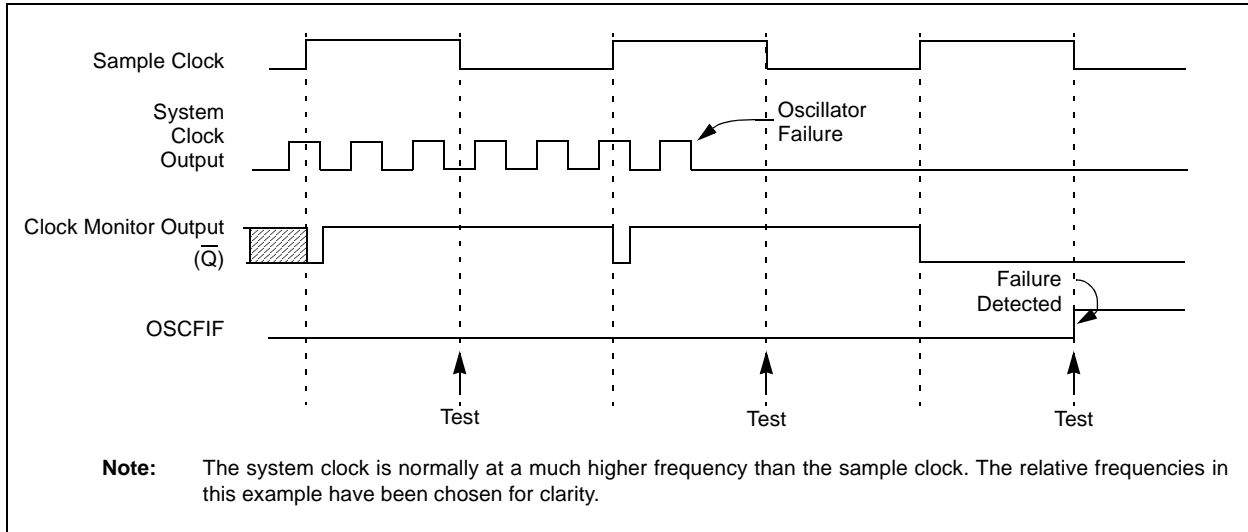 Sample Clock
System
Clock
Output
Oscillator
Failure
Clock Monitor Output
(Q̅)
Failure
Detected
OSCFIF
Test
Test
Test
Note: The system clock is normally at a much higher frequency than the sample clock. The relative frequencies in
this example have been chosen for clarity.